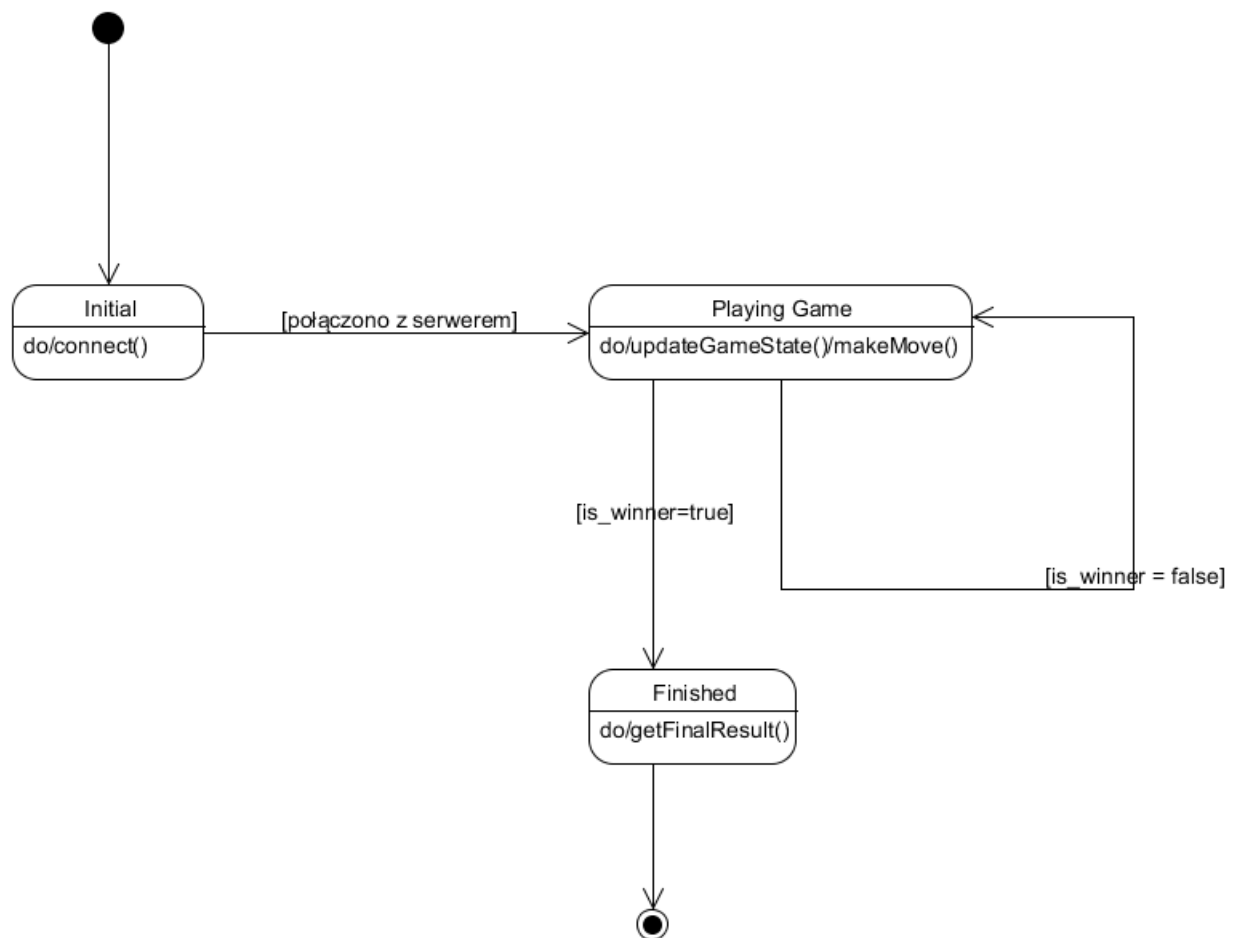 Initial
do/connect()
[połączono z serwerem]
Playing Game
do/updateGameState()/makeMove()
[is_winner=true]
[is_winner = false]
Finished
do/getFinalResult()